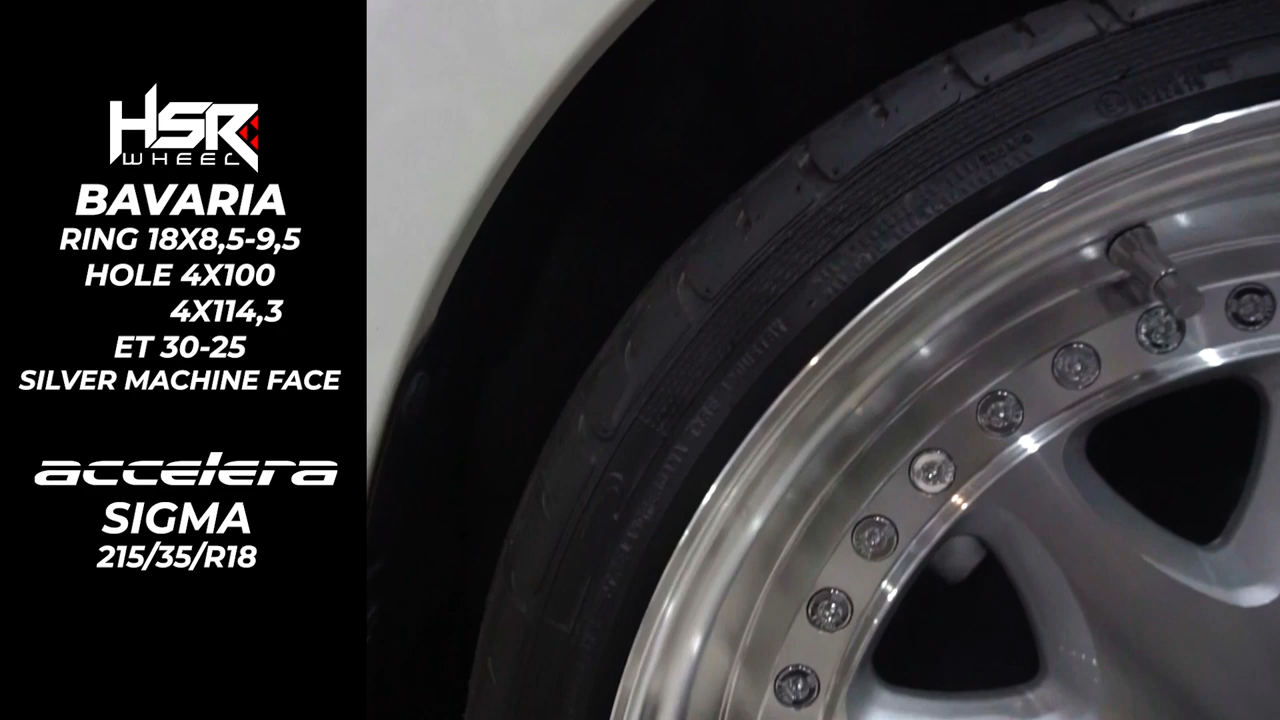 HSR
WHEEL
BAVARIA
RING 18X8,5-9,5
HOLE 4X100
4X114,3
ET 30-25
SILVER MACHINE FACE
accelera
SIGMA
215/35/R18